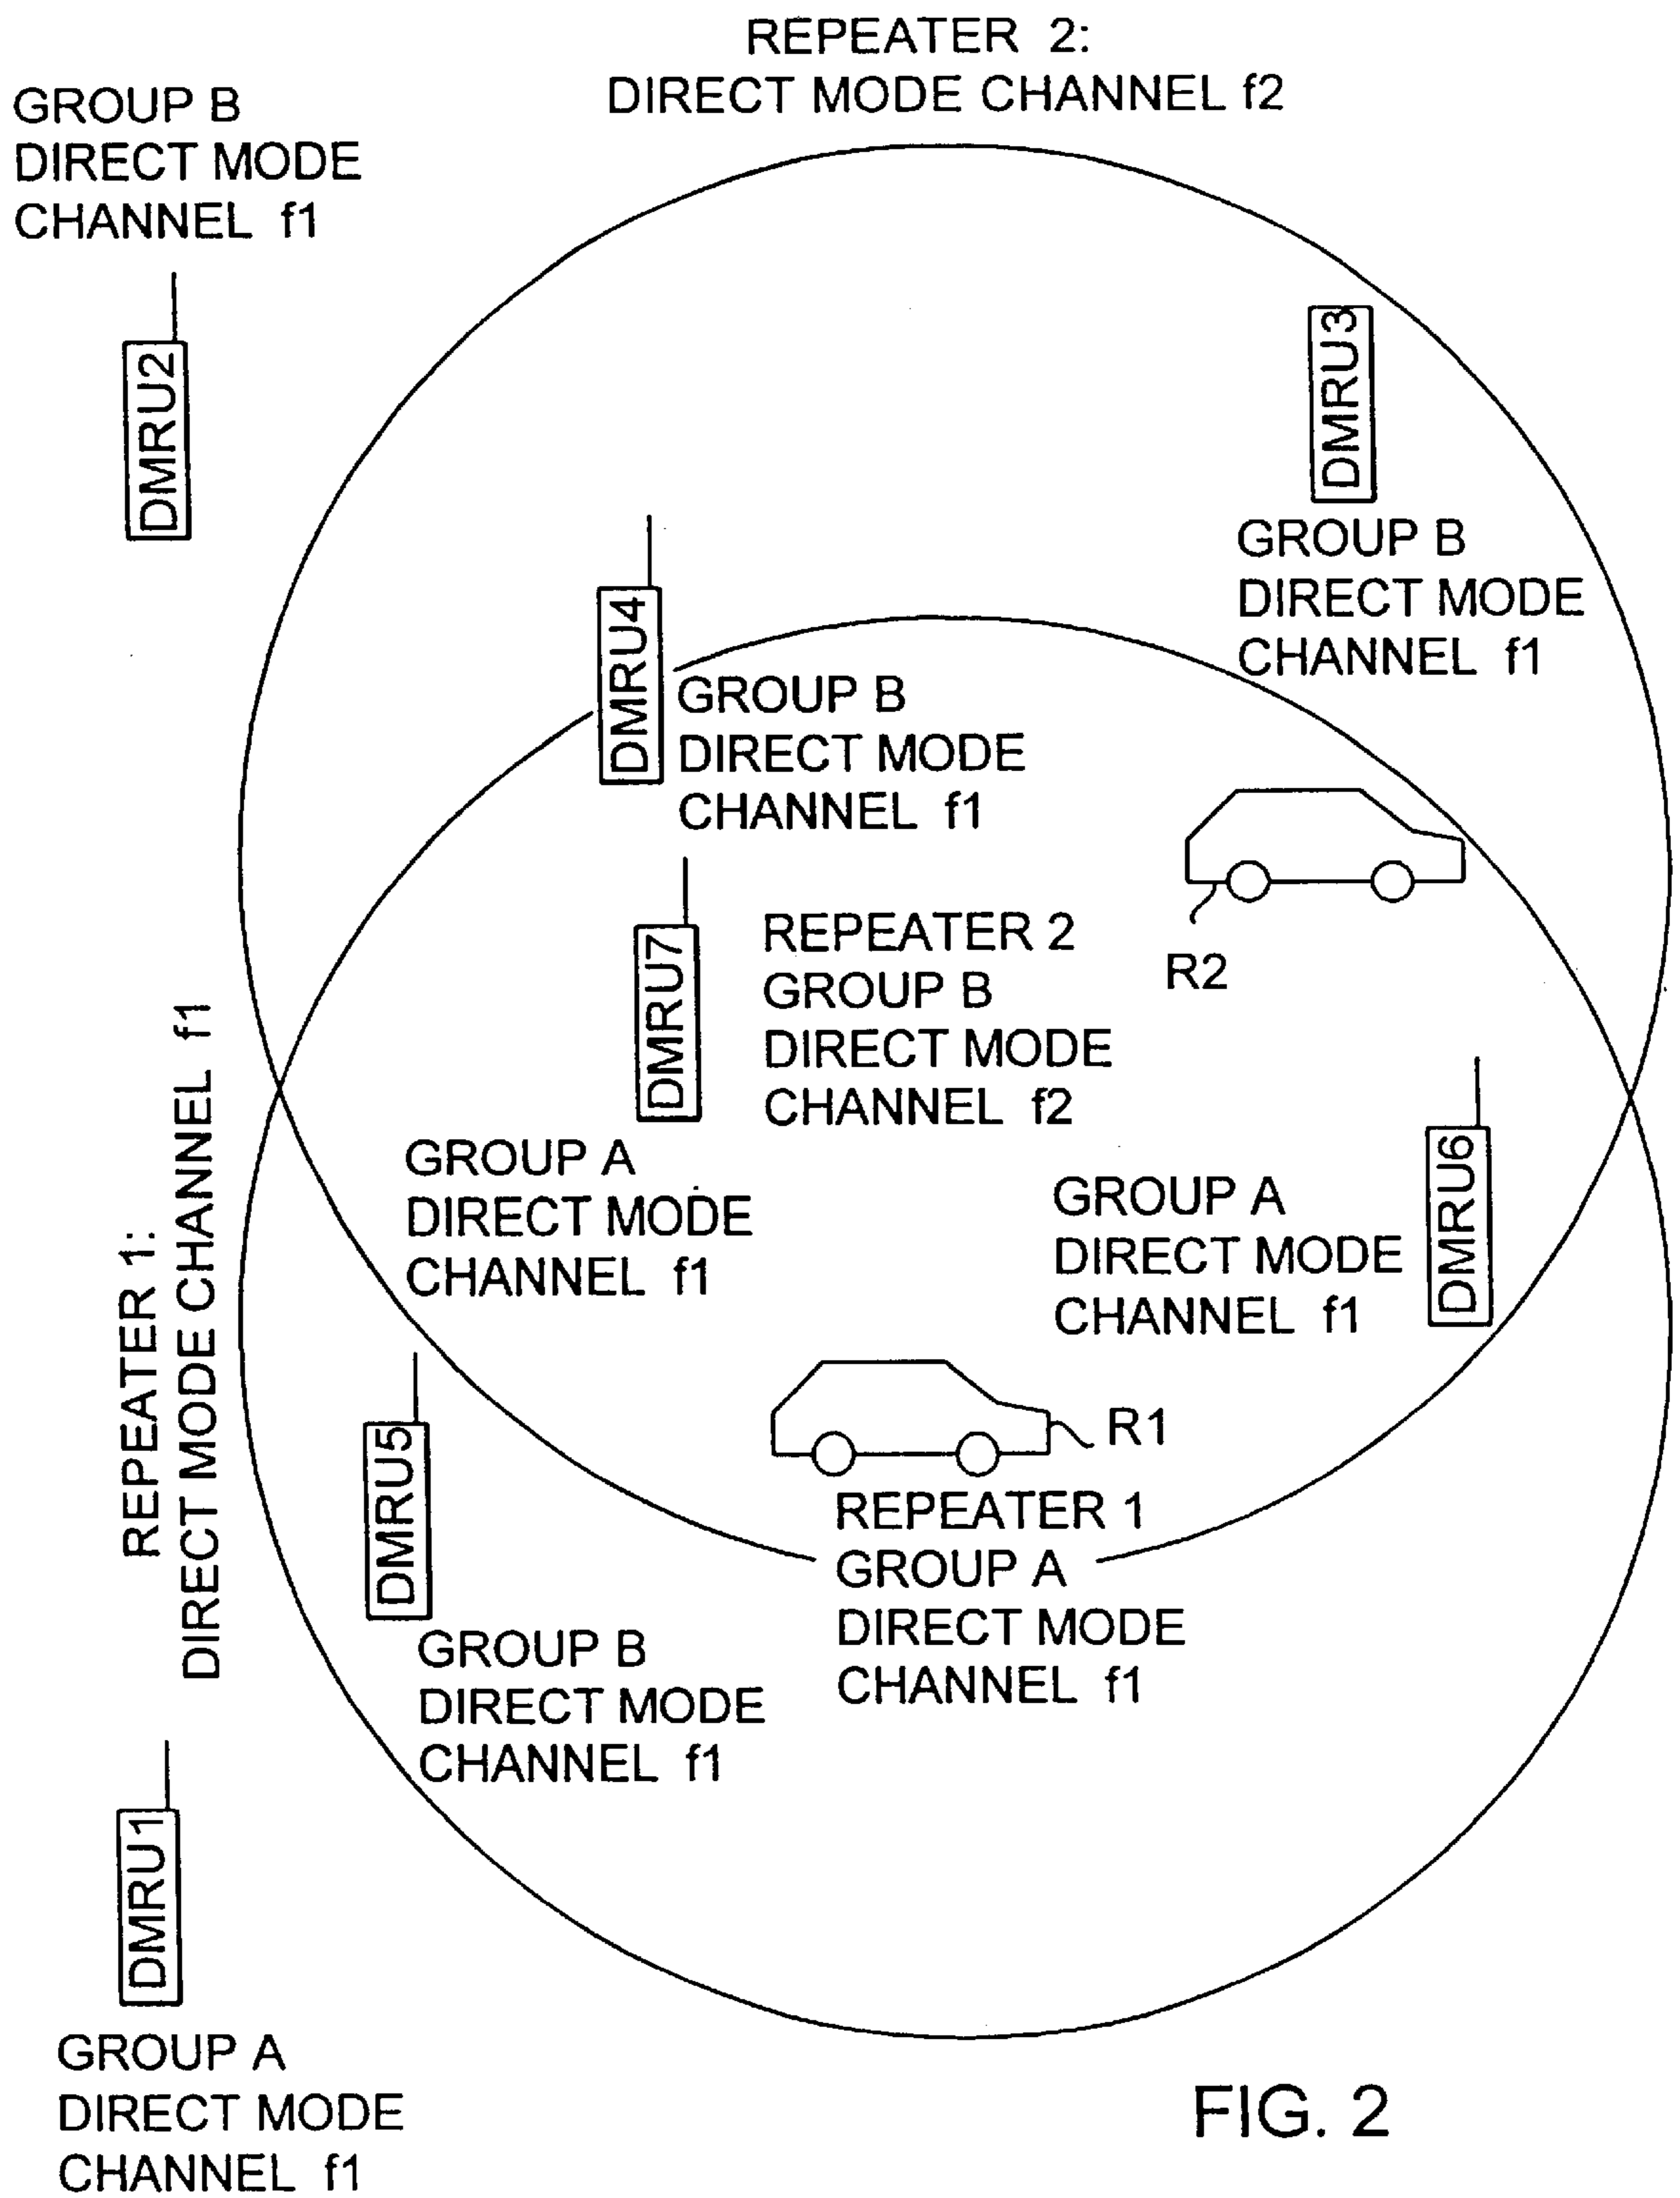 REPEATER 2:
DIRECT MODE CHANNEL f2
GROUP B
DIRECT MODE
CHANNEL f1
DMRU2
DMRU3
GROUP B
DIRECT MODE
CHANNEL f1
DMRU4
GROUP B
DIRECT MODE
CHANNEL f1
R2
DMRU7
REPEATER 2
GROUP B
DIRECT MODE
CHANNEL f2
GROUP A
DIRECT MODE
CHANNEL f1
DMRU6
GROUP A
DIRECT MODE
CHANNEL f1
REPEATER 1:
DIRECT MODE CHANNEL f1
R1
REPEATER 1
GROUP A
DIRECT MODE
CHANNEL f1
DMRU5
GROUP B
DIRECT MODE
CHANNEL f1
DMRU1
GROUP A
DIRECT MODE
CHANNEL f1
FIG. 2